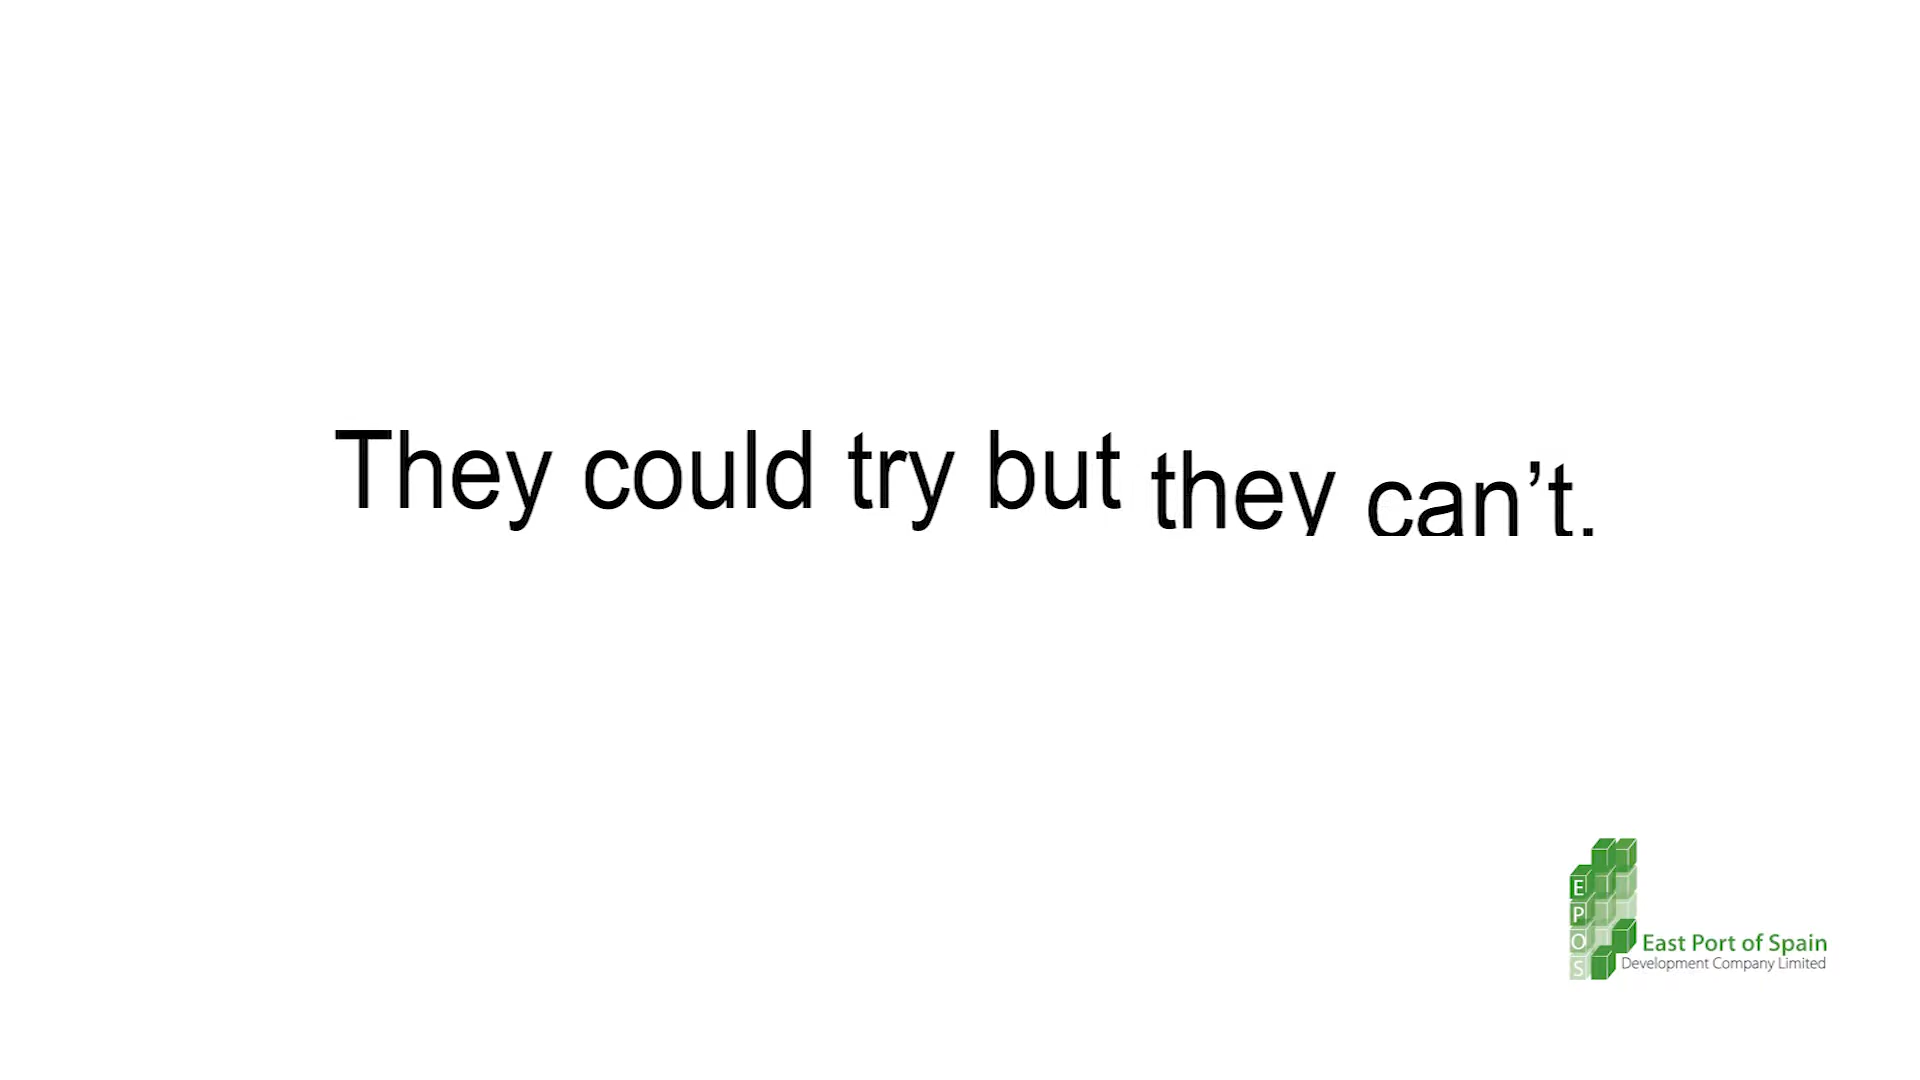 They could try but they can’t.
E
P
O
S
East Port of Spain
Development Company Limited